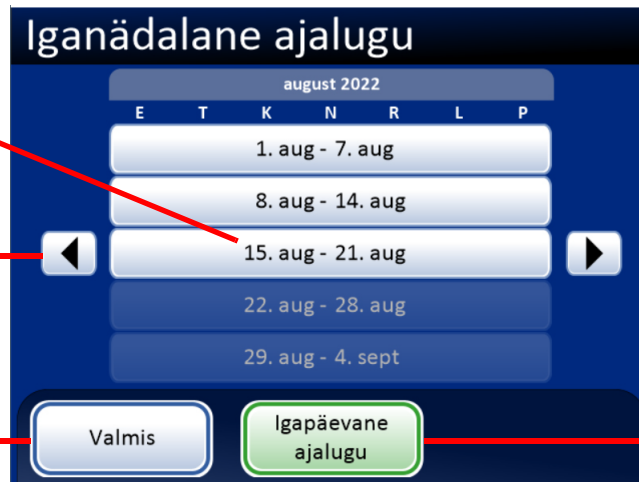 Iganädalane ajalugu
august 2022
E T K N R L P
1. aug - 7. aug
8. aug - 14. aug
15. aug - 21. aug
22. aug - 28. aug
29. aug - 4. sept
Valmis
Igapäevane
ajalugu